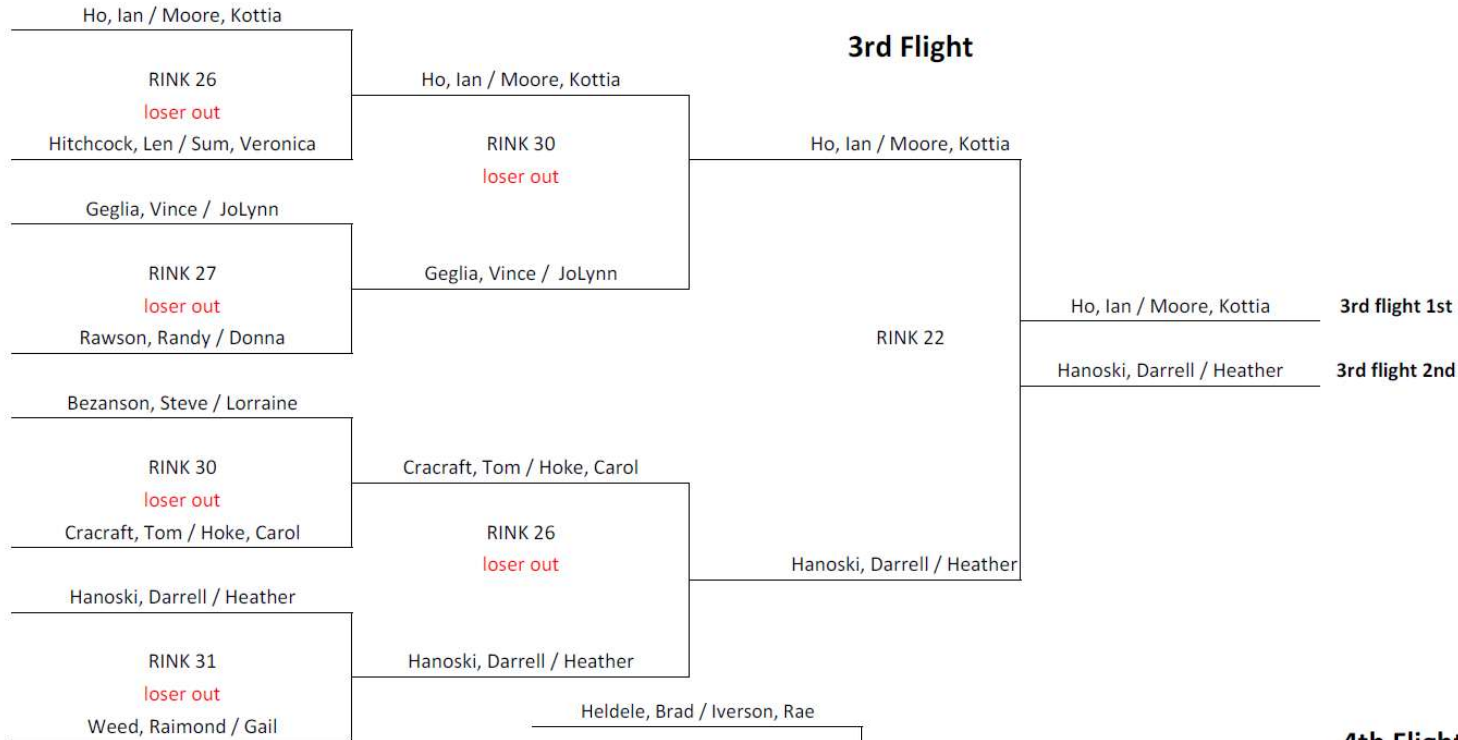 Ho, Ian / Moore, Kottia
3rd Flight
RINK 26
Ho, Ian / Moore, Kottia
loser out
Hitchcock, Len / Sum, Veronica
RINK 30
Ho, Ian / Moore, Kottia
loser out
Geglia, Vince / JoLynn
RINK 27
Geglia, Vince / JoLynn
loser out
Ho, Ian / Moore, Kottia
3rd flight 1st
Rawson, Randy / Donna
RINK 22
Hanoski, Darrell / Heather
3rd flight 2nd
Bezanson, Steve / Lorraine
RINK 30
Cracraft, Tom / Hoke, Carol
loser out
Cracraft, Tom / Hoke, Carol
RINK 26
loser out
Hanoski, Darrell / Heather
Hanoski, Darrell / Heather
RINK 31
Hanoski, Darrell / Heather
loser out
Heldele, Brad / Iverson, Rae
Weed, Raimond / Gail
4th Flight